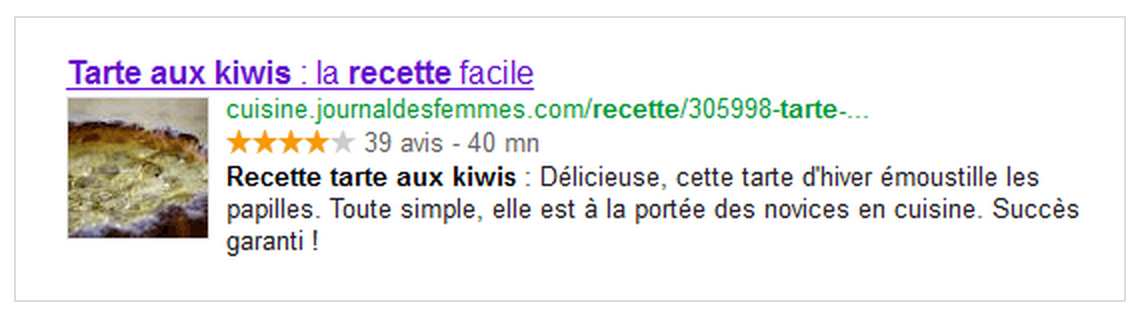 Tarte aux kiwis : la recette facile
cuisine.journaldesfemmes.com/recette/305998-tarte-...
39 avis - 40 mn
Recette tarte aux kiwis : Délicieuse, cette tarte d'hiver émoustille les
papilles. Toute simple, elle est à la portée des novices en cuisine. Succès
garanti !